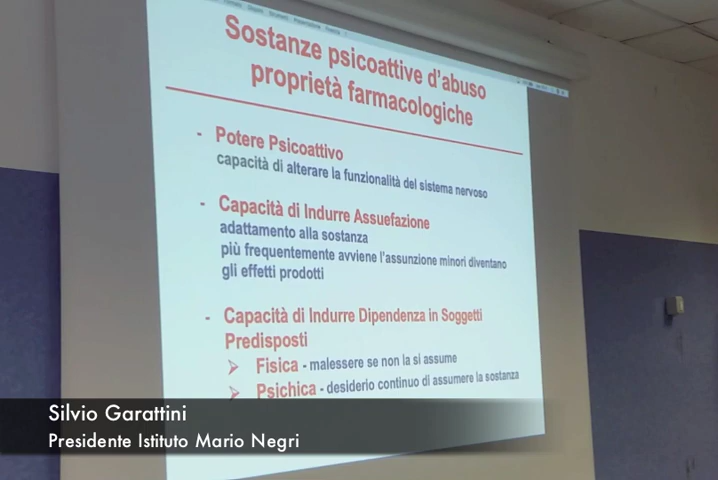 Sostanze psicoattive d'abuso
proprietà farmacologiche
- Potere Psicoattivo
capacità di alterare la funzionalità del sistema nervoso
- Capacità di Indurre Assuefazione
adattamento alla sostanza
più frequentemente avviene l'assunzione minori diventano
gli effetti prodotti
- Capacità di Indurre Dipendenza in Soggetti
Predisposti
➢ Fisica - malessere se non la si assume
➢ Psichica - desiderio continuo di assumere la sostanza
Silvio Garattini
Presidente Istituto Mario Negri